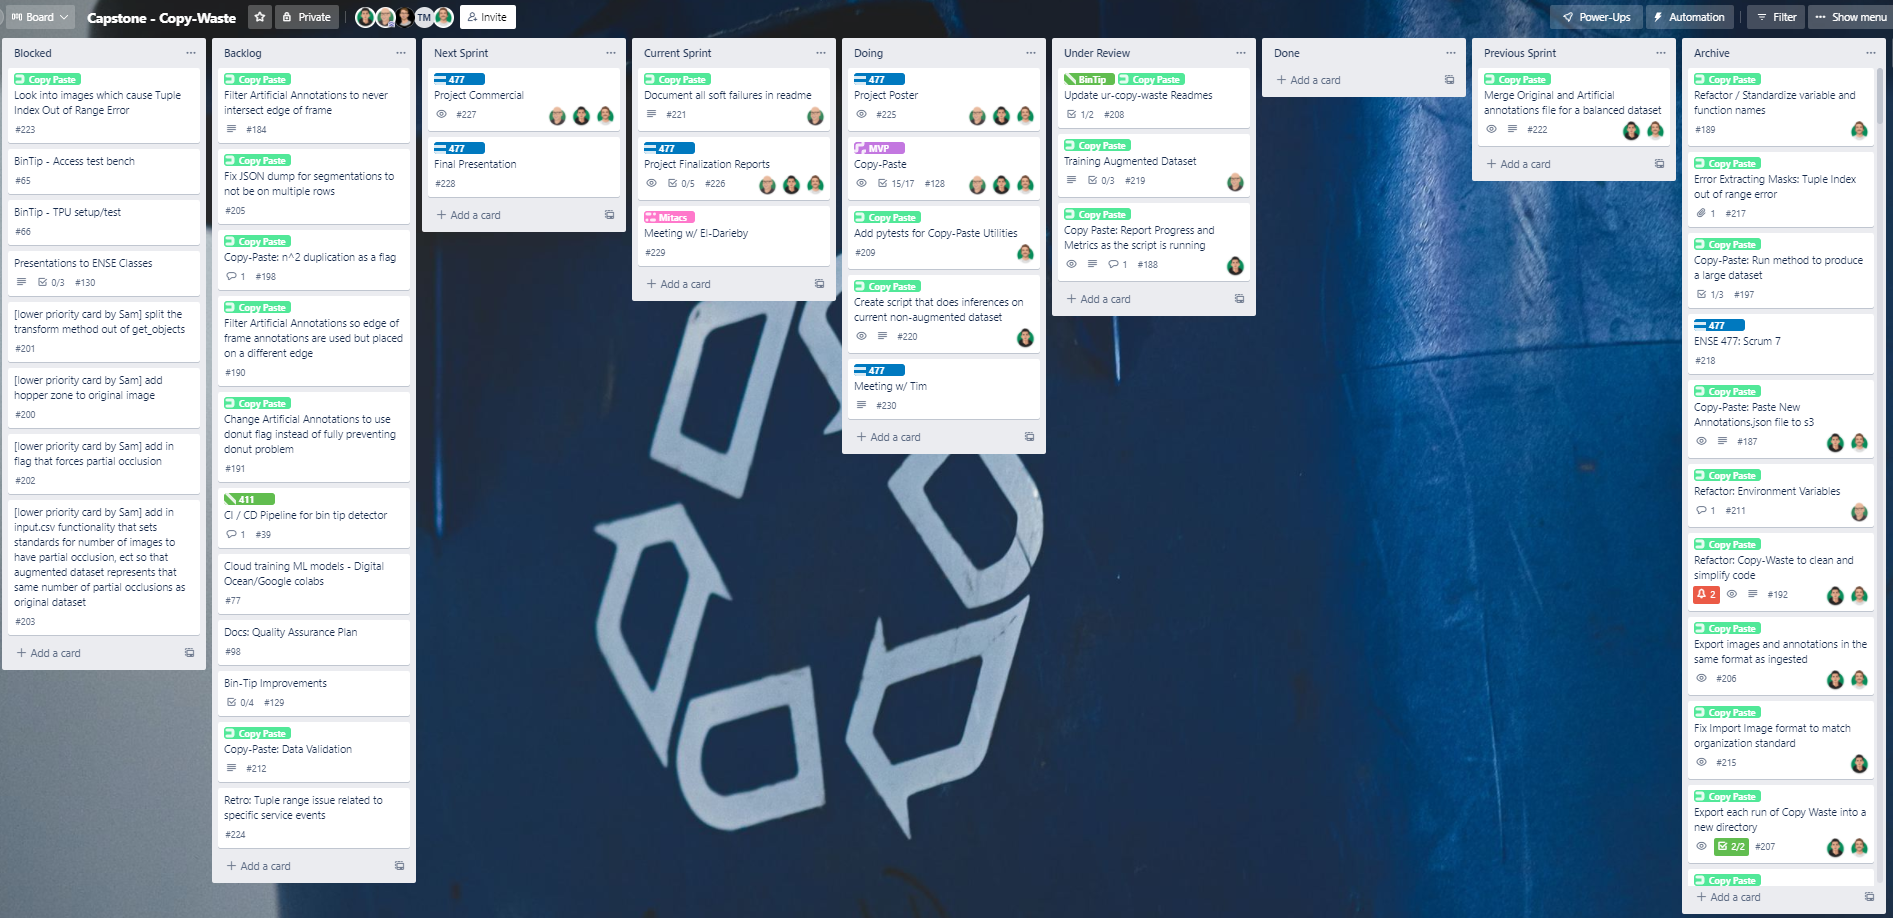 Board
Capstone - Copy-Waste
Private
TM
Invite
Power-Ups
Automation
Filter
Show menu
Blocked
Copy Paste
Look into images which cause Tuple
Index Out of Range Error
#223
BinTip - Access test bench
#65
BinTip - TPU setup/test
#66
Presentations to ENSE Classes
0/3 #130
[lower priority card by Sam] split the
transform method out of get_objects
#201
[lower priority card by Sam] add
hopper zone to original image
#200
[lower priority card by Sam] add in
flag that forces partial occlusion
#202
[lower priority card by Sam] add in
input.csv functionality that sets
standards for number of images to
have partial occlusion, ect so that
augmented dataset represents that
same number of partial occlusions as
original dataset
#203
+ Add a card
Backlog
Copy Paste
Filter Artificial Annotations to never
intersect edge of frame
#184
Copy Paste
Fix JSON dump for segmentations to
not be on multiple rows
#205
Copy Paste
Copy-Paste: n^2 duplication as a flag
1 #198
Copy Paste
Filter Artificial Annotations so edge of
frame annotations are used but placed
on a different edge
#190
Copy Paste
Change Artificial Annotations to use
donut flag instead of fully preventing
donut problem
#191
411
CI / CD Pipeline for bin tip detector
1 #39
Cloud training ML models - Digital
Ocean/Google colabs
#77
Docs: Quality Assurance Plan
#98
Bin-Tip Improvements
0/4 #129
Copy Paste
Copy-Paste: Data Validation
#212
Retro: Tuple range issue related to
specific service events
#224
+ Add a card
Next Sprint
477
Project Commercial
#227
477
Final Presentation
#228
+ Add a card
Current Sprint
Copy Paste
Document all soft failures in readme
#221
477
Project Finalization Reports
0/5 #226
Mitacs
Meeting w/ El-Darieby
#229
+ Add a card
Doing
477
Project Poster
#225
MVP
Copy-Paste
15/17 #128
Copy Paste
Add pytests for Copy-Paste Utilities
#209
Copy Paste
Create script that does inferences on
current non-augmented dataset
#220
477
Meeting w/ Tim
#230
+ Add a card
Under Review
BinTip Copy Paste
Update ur-copy-waste Readmes
1/2 #208
Copy Paste
Training Augmented Dataset
0/3 #219
Copy Paste
Copy Paste: Report Progress and
Metrics as the script is running
1 #188
+ Add a card
Done
+ Add a card
Previous Sprint
Copy Paste
Merge Original and Artificial
annotations file for a balanced dataset
#222
+ Add a card
Archive
Copy Paste
Refactor / Standardize variable and
function names
#189
Copy Paste
Error Extracting Masks: Tuple Index
out of range error
1 #217
Copy Paste
Copy-Paste: Run method to produce
a large dataset
1/3 #197
477
ENSE 477: Scrum 7
#218
Copy Paste
Copy-Paste: Paste New
Annotations.json file to s3
#187
Copy Paste
Refactor: Environment Variables
1 #211
Copy Paste
Refactor: Copy-Waste to clean and
simplify code
2 #192
Copy Paste
Export images and annotations in the
same format as ingested
#206
Copy Paste
Fix Import Image format to match
organization standard
#215
Copy Paste
Export each run of Copy Waste into a
new directory
2/2 #207
Copy Paste
+ Add a card